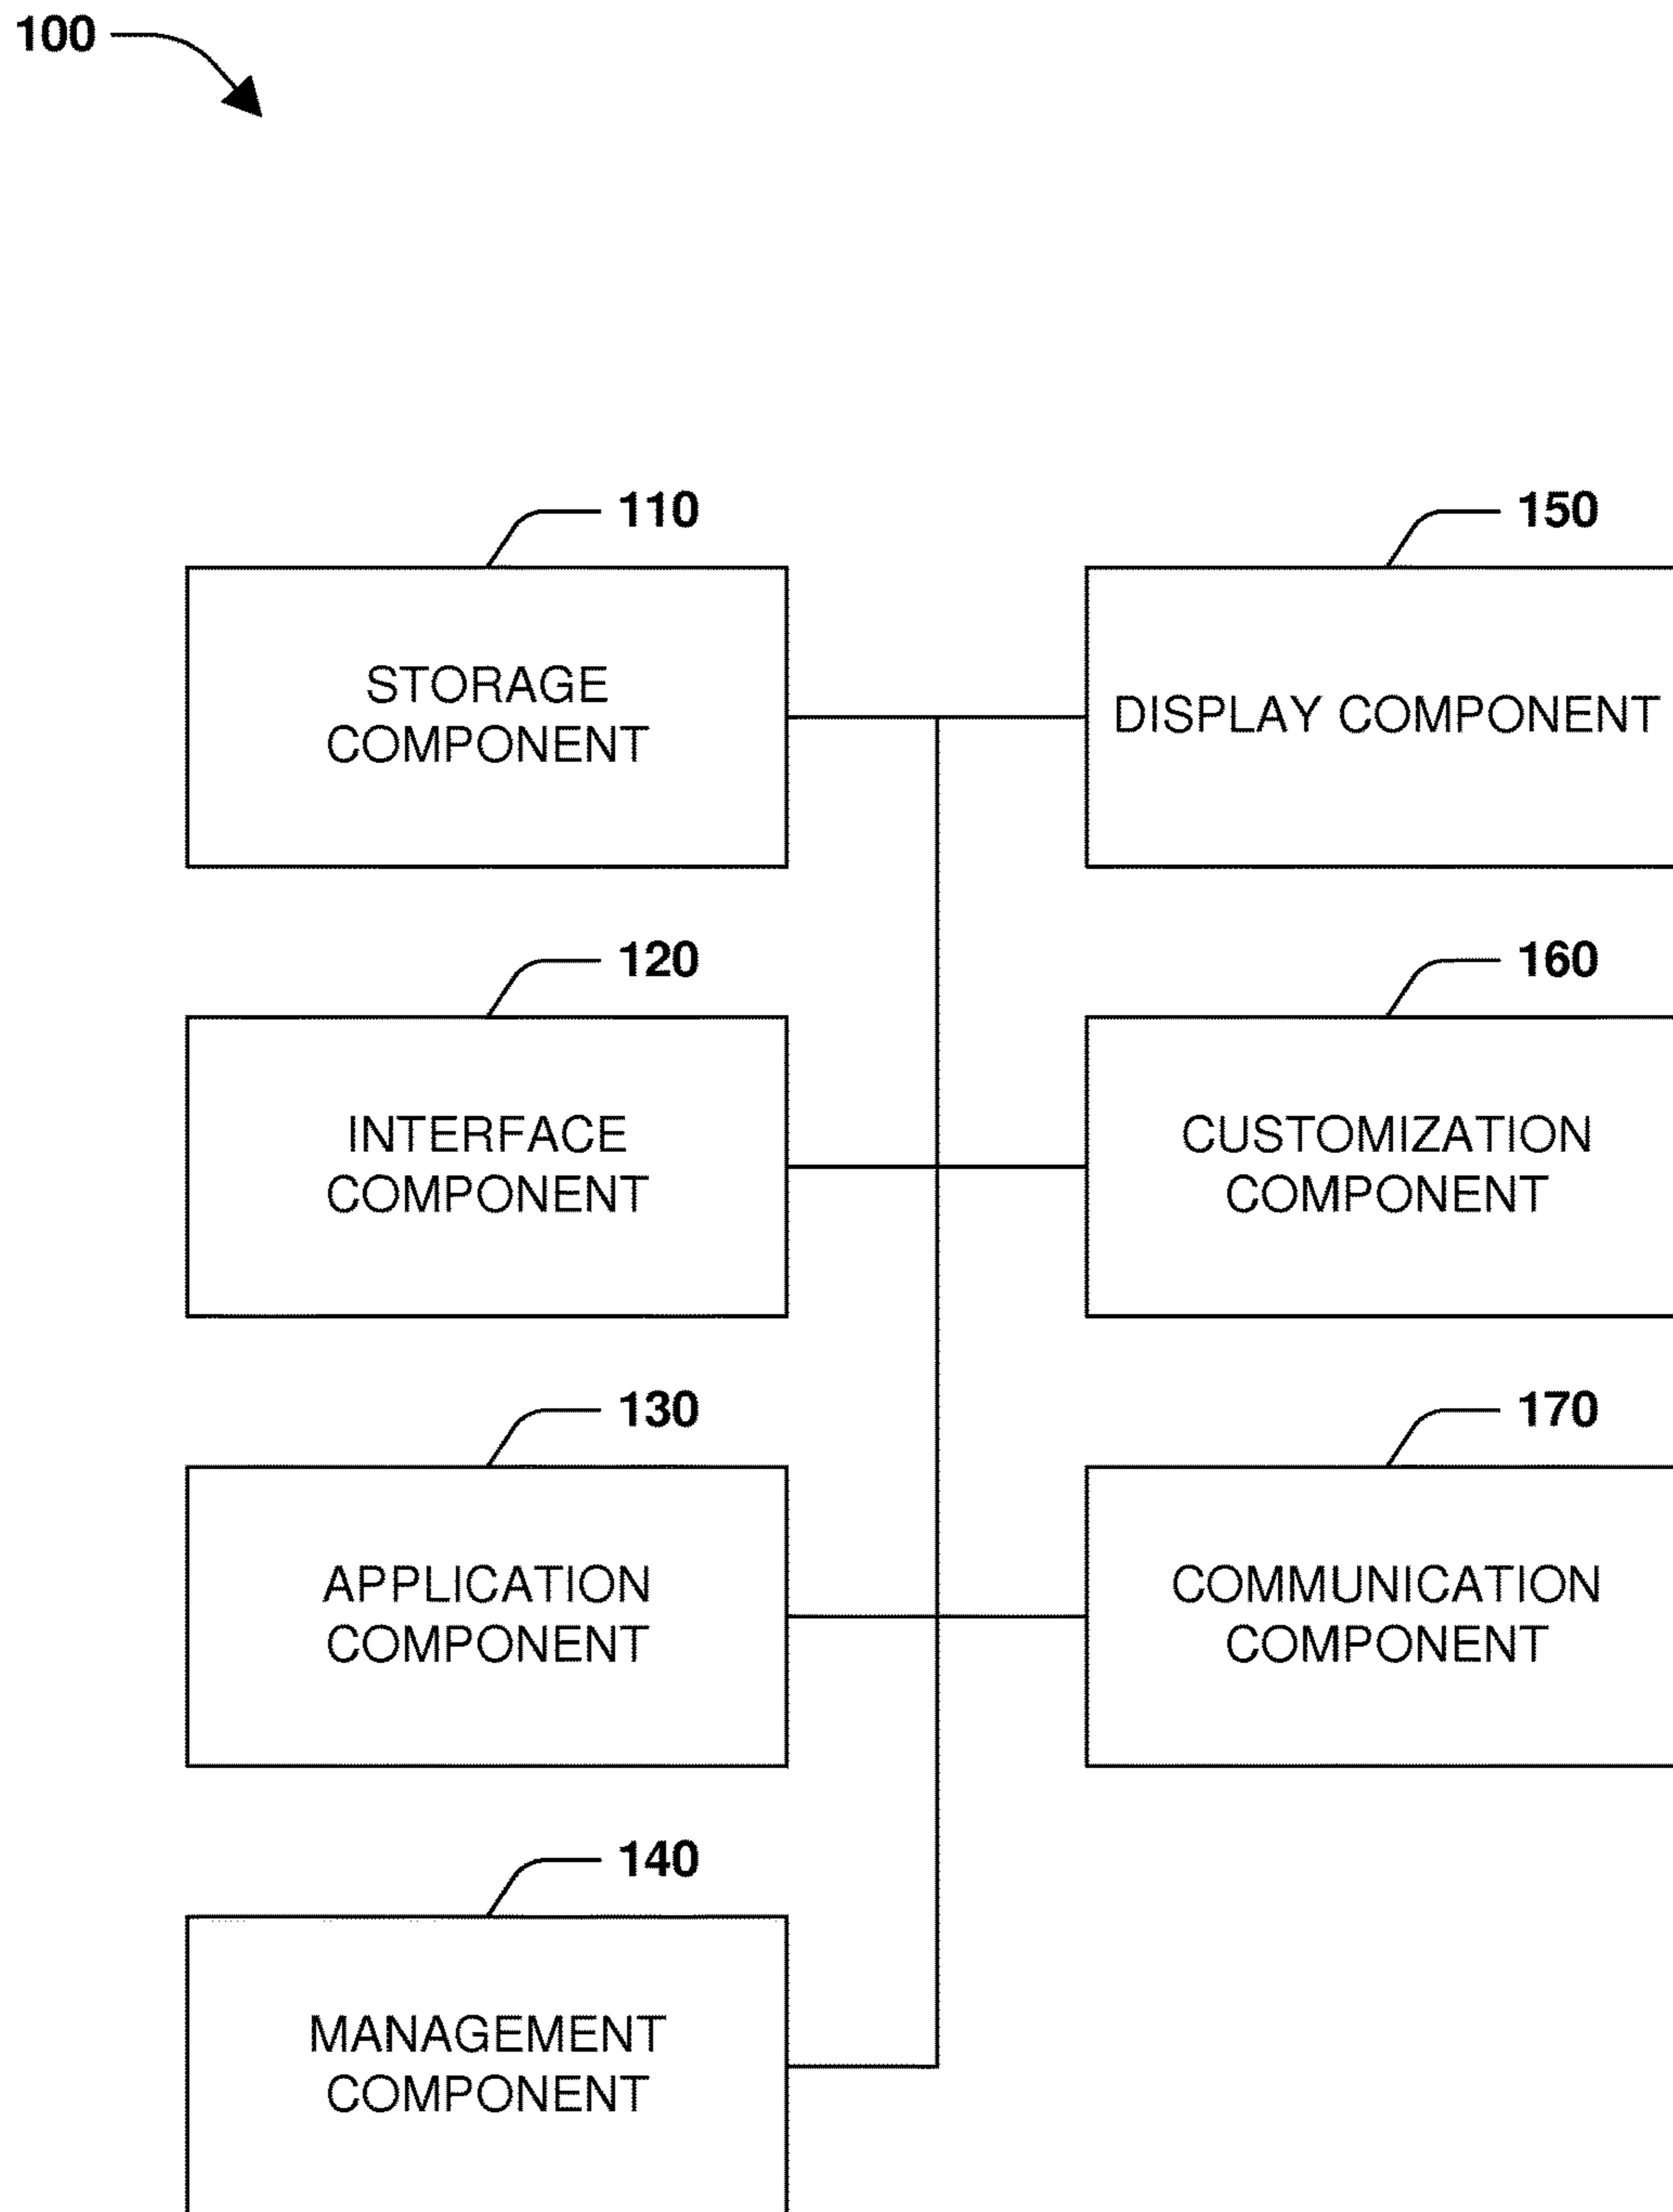 100
110
STORAGE
COMPONENT
150
DISPLAY COMPONENT
120
INTERFACE
COMPONENT
160
CUSTOMIZATION
COMPONENT
130
APPLICATION
COMPONENT
170
COMMUNICATION
COMPONENT
140
MANAGEMENT
COMPONENT